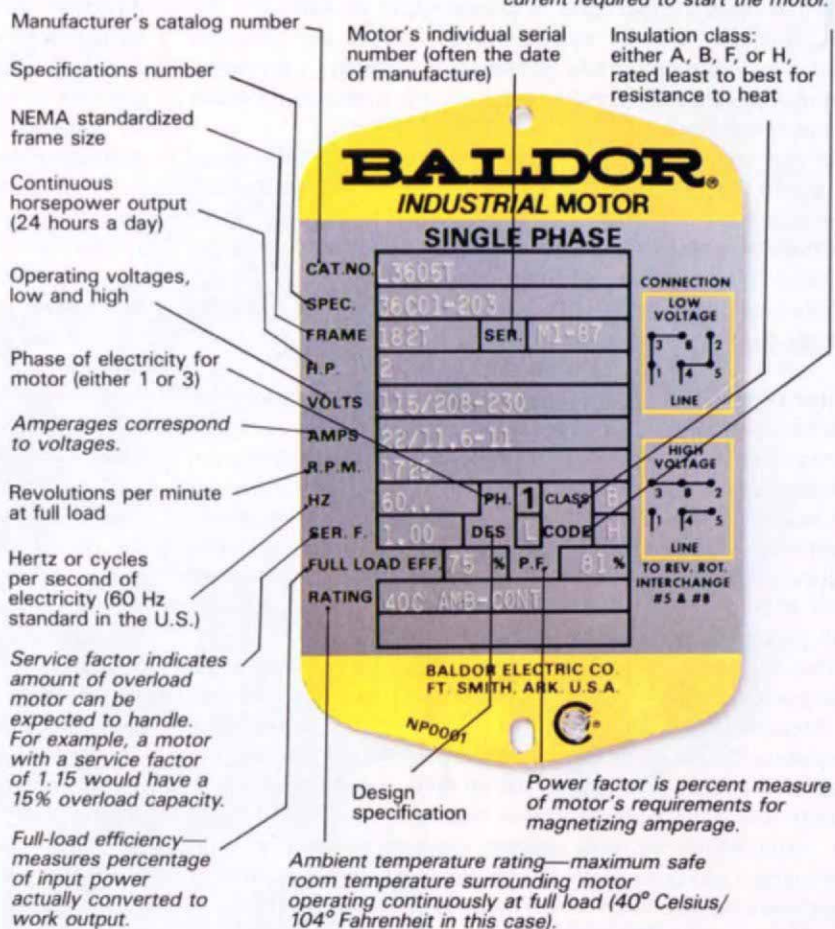 current required to start the motor.
Manufacturer's catalog number
Motor's individual serial
number (often the date
of manufacture)
Insulation class:
either A, B, F, or H,
rated least to best for
resistance to heat
Specifications number
NEMA standardized
frame size
Continuous
horsepower output
(24 hours a day)
Operating voltages,
low and high
Phase of electricity for
motor (either 1 or 3)
Amperages correspond
to voltages.
Revolutions per minute
at full load
Hertz or cycles
per second of
electricity (60 Hz
standard in the U.S.)
Service factor indicates
amount of overload
motor can be
expected to handle.
For example, a motor
with a service factor
of 1.15 would have a
15% overload capacity.
Full-load efficiency—
measures percentage
of input power
actually converted to
work output.
BALDOR®
INDUSTRIAL MOTOR
SINGLE PHASE
CAT.NO. L3605T
SPEC. 36C01-203
FRAME 182T SER. M1-87
H.P. 2
VOLTS 115/208-230
AMPS 22/11.6-11
R.P.M.
HZ 60.. PH. 1 CLASS B
SER. F. 1.00 DES L CODE H
FULL LOAD EFF. 75 % P.F. 81 %
RATING 40C AMB-CONT
CONNECTION
LOW
VOLTAGE
3 8 2
1 4 5
LINE
HIGH
VOLTAGE
3 8 2
1 4 5
LINE
TO REV. ROT.
INTERCHANGE
#5 & #8
BALDOR ELECTRIC CO.
FT. SMITH, ARK. U.S.A.
NP0001
Design
specification
Power factor is percent measure
of motor's requirements for
magnetizing amperage.
Ambient temperature rating—maximum safe
room temperature surrounding motor
operating continuously at full load (40° Celsius/
104° Fahrenheit in this case).